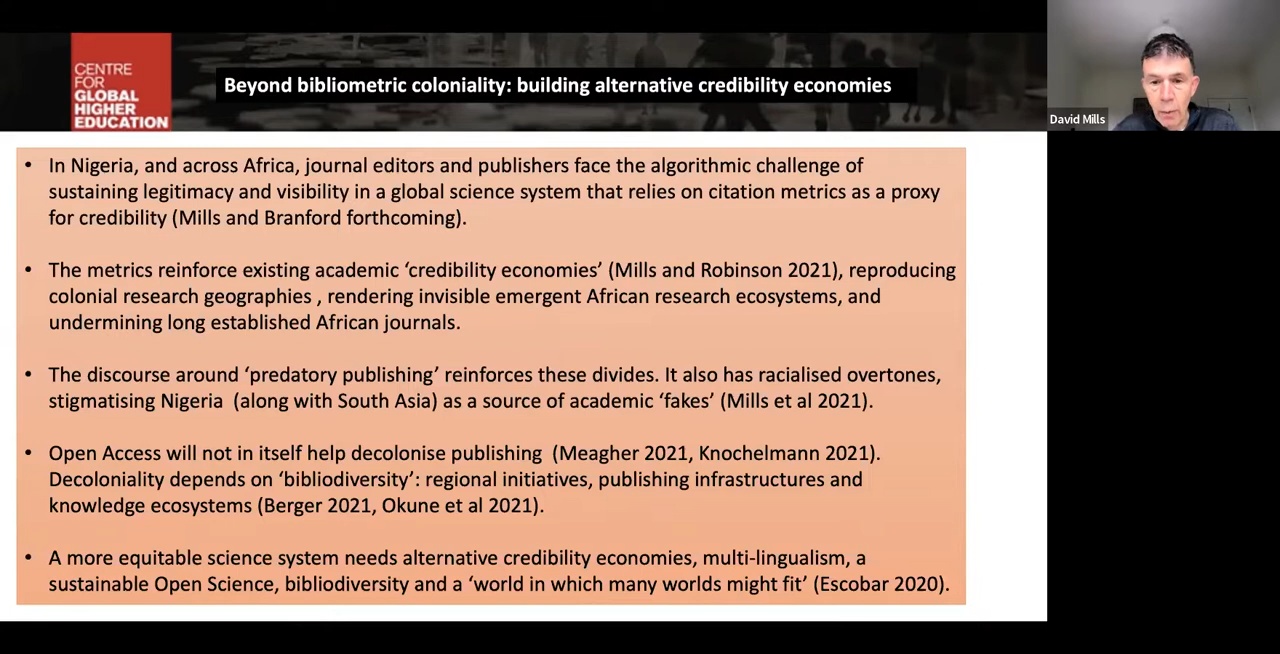 CENTRE
FOR
GLOBAL
HIGHER
EDUCATION
Beyond bibliometric coloniality: building alternative credibility economies
David Mills
• In Nigeria, and across Africa, journal editors and publishers face the algorithmic challenge of
sustaining legitimacy and visibility in a global science system that relies on citation metrics as a proxy
for credibility (Mills and Branford forthcoming).
• The metrics reinforce existing academic ‘credibility economies’ (Mills and Robinson 2021), reproducing
colonial research geographies , rendering invisible emergent African research ecosystems, and
undermining long established African journals.
• The discourse around ‘predatory publishing’ reinforces these divides. It also has racialised overtones,
stigmatising Nigeria (along with South Asia) as a source of academic ‘fakes’ (Mills et al 2021).
• Open Access will not in itself help decolonise publishing (Meagher 2021, Knochelmann 2021).
Decoloniality depends on ‘bibliodiversity’: regional initiatives, publishing infrastructures and
knowledge ecosystems (Berger 2021, Okune et al 2021).
• A more equitable science system needs alternative credibility economies, multi-lingualism, a
sustainable Open Science, bibliodiversity and a ‘world in which many worlds might fit’ (Escobar 2020).